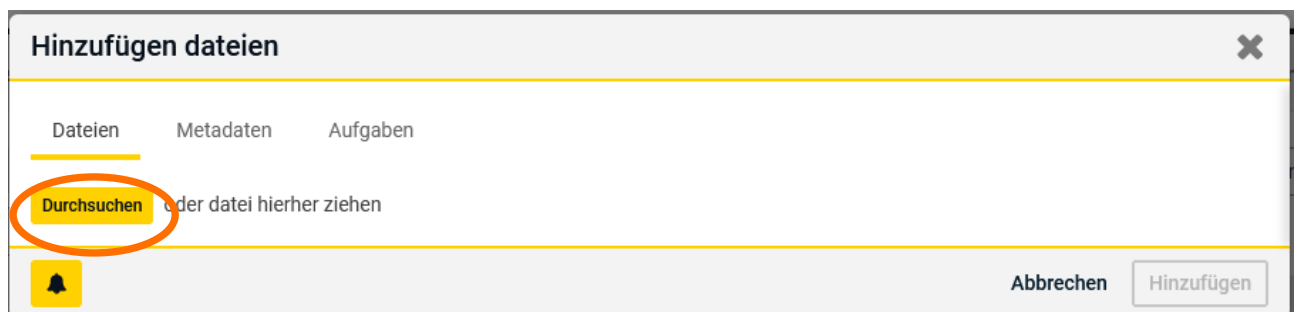 Hinzufügen dateien
Dateien Metadaten Aufgaben
Durchsuchen oder datei hierher ziehen
Abbrechen Hinzufügen